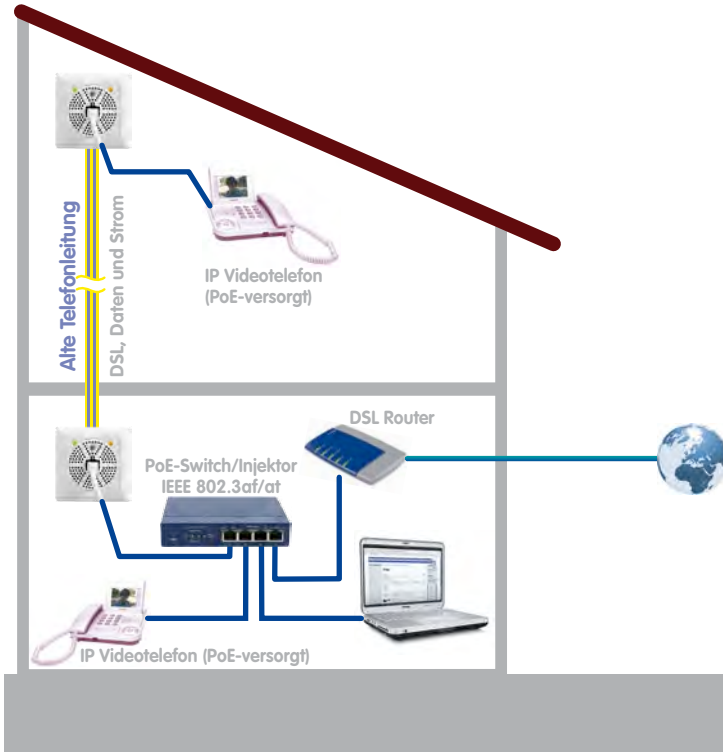 Alte Telefonleitung
DSL, Daten und Strom
IP Videotelefon
(PoE-versorgt)
DSL Router
PoE-Switch/Injektor
IEEE 802.3af/at
IP Videotelefon (PoE-versorgt)